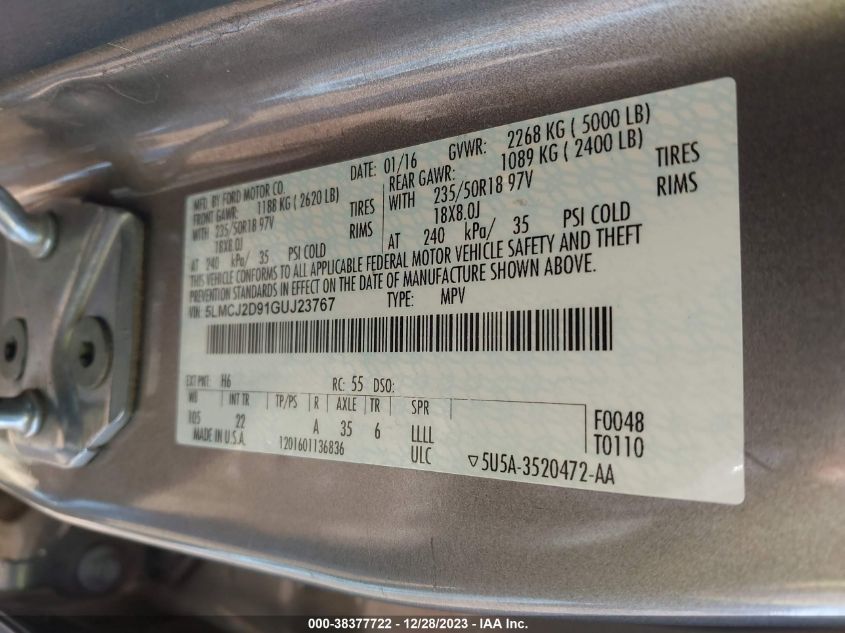 MFD. BY FORD MOTOR CO.
DATE: 01/16 GVWR: 2268 KG ( 5000 LB)
FRONT GAWR: 1188 KG ( 2620 LB)
REAR GAWR: 1089 KG ( 2400 LB)
WITH 235/50R18 97V TIRES
WITH 235/50R18 97V TIRES
18X8.0J RIMS
18X8.0J RIMS
AT 240 kPa/ 35 PSI COLD
AT 240 kPa/ 35 PSI COLD
THIS VEHICLE CONFORMS TO ALL APPLICABLE FEDERAL MOTOR VEHICLE SAFETY AND THEFT
PREVENTION STANDARDS IN EFFECT ON THE DATE OF MANUFACTURE SHOWN ABOVE.
VIN: 5LMCJ2D91GUJ23767 TYPE: MPV
EXT PNT: H6 RC: 55 DSO:
WB INT TR TP/PS R AXLE TR SPR
105 22 A 35 6 LLLL F0048
MADE IN U.S.A. 1201601136836 ULC T0110
▽5U5A-3520472-AA
000-38377722 - 12/28/2023 - IAA Inc.